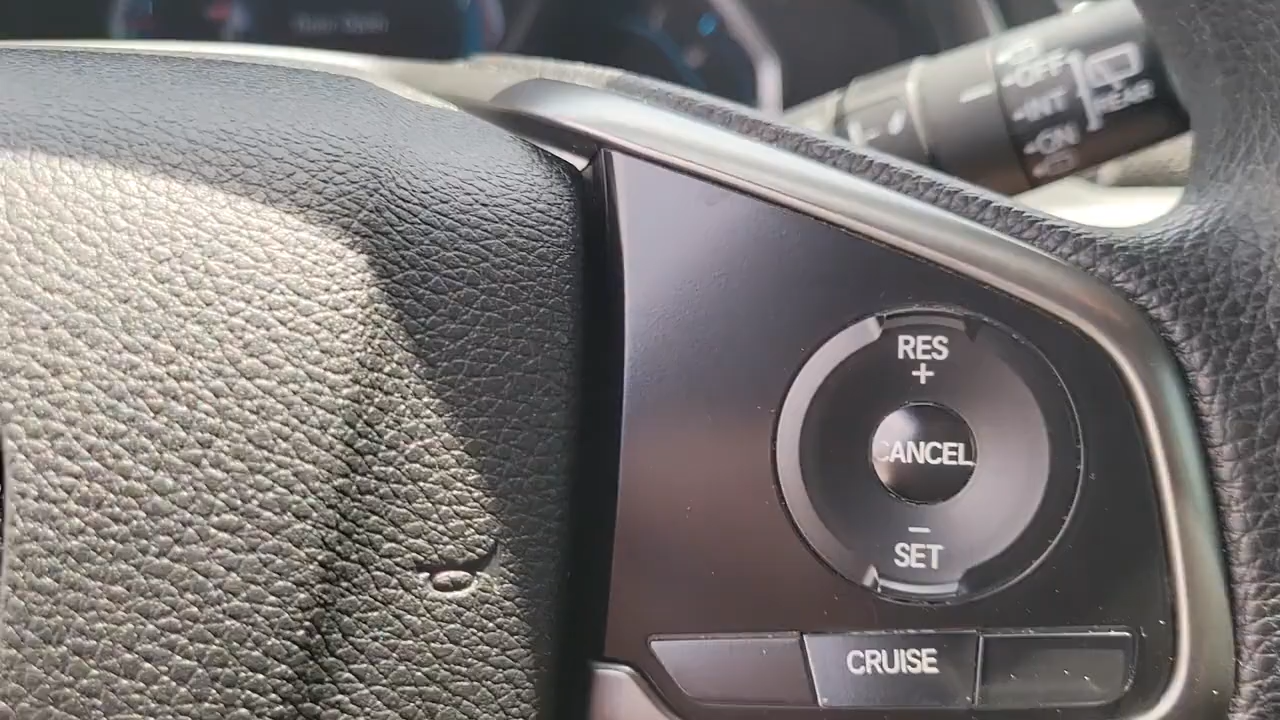 OFF
INT
REAR
ON
RES
+
CANCEL
–
SET
CRUISE